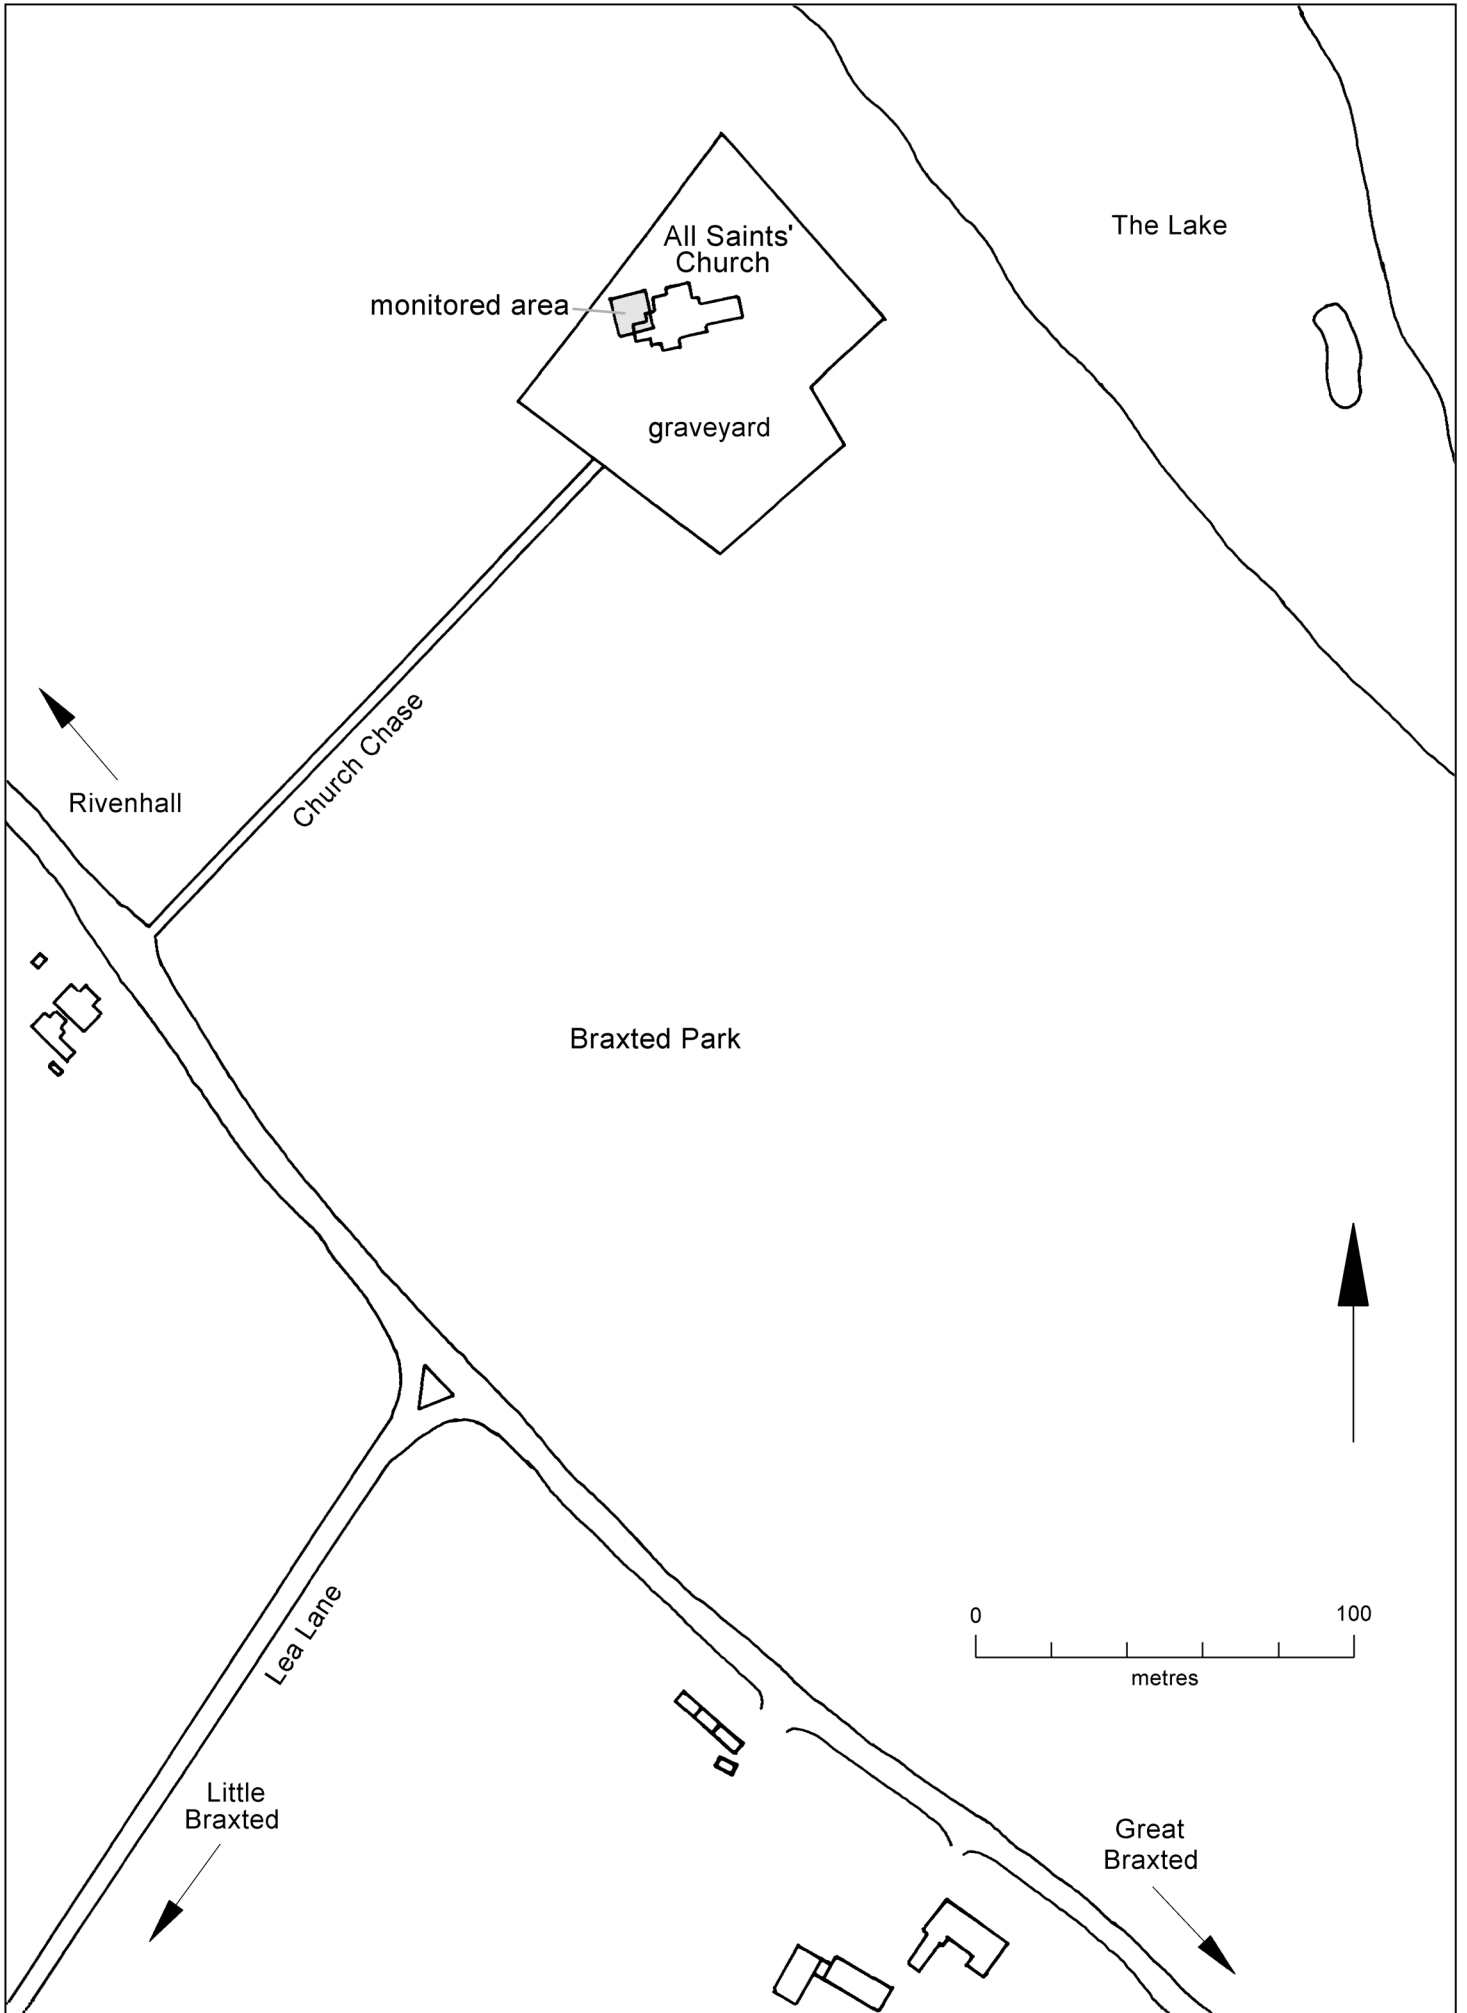 The Lake
All Saints'
Church
monitored area
graveyard
Church Chase
Rivenhall
Braxted Park
0
100
metres
Lea Lane
Little
Braxted
Great
Braxted